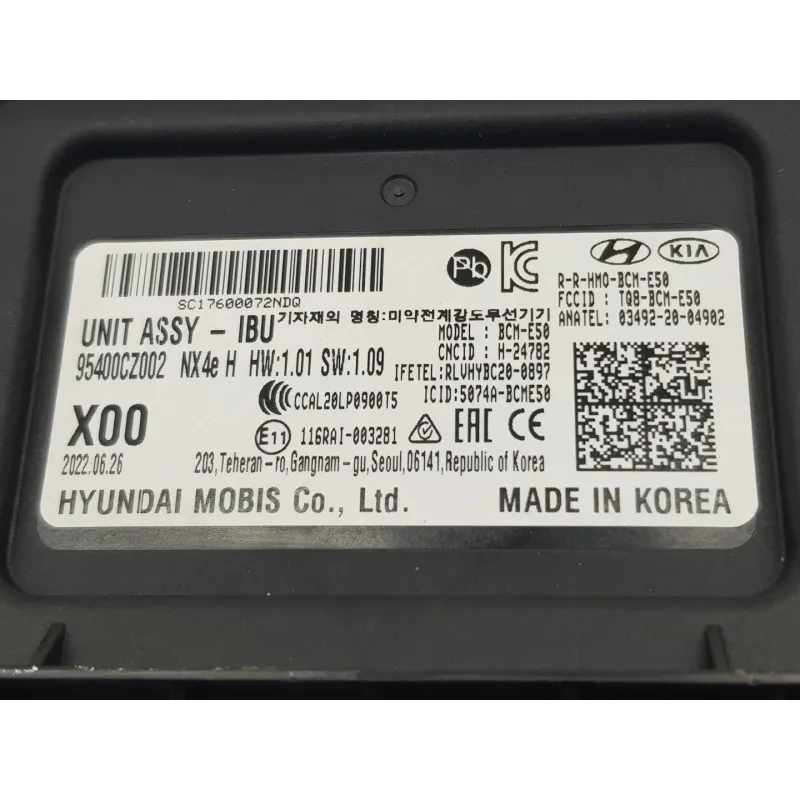 Pb KC HYUNDAI KIA
SC17600072NDQ
R-R-HMO-BCM-E50
FCCID : TQ8-BCM-E50
ANATEL: 03492-20-04902
UNIT ASSY - IBU
기자재의 명칭:미약전계강도무선기기
MODEL : BCM-E50
95400CZ002 NX4e H HW:1.01 SW:1.09
CNCID : H-24782
IFETEL:RLVHYBC20-0897
CCAL20LP0900T5
ICID:5074A-BCME50
X00
E11 116RAI-003281 EAC CE
2022.06.26
203,Teheran-ro,Gangnam-gu,Seoul,06141,Republic of Korea
HYUNDAI MOBIS Co., Ltd. MADE IN KOREA